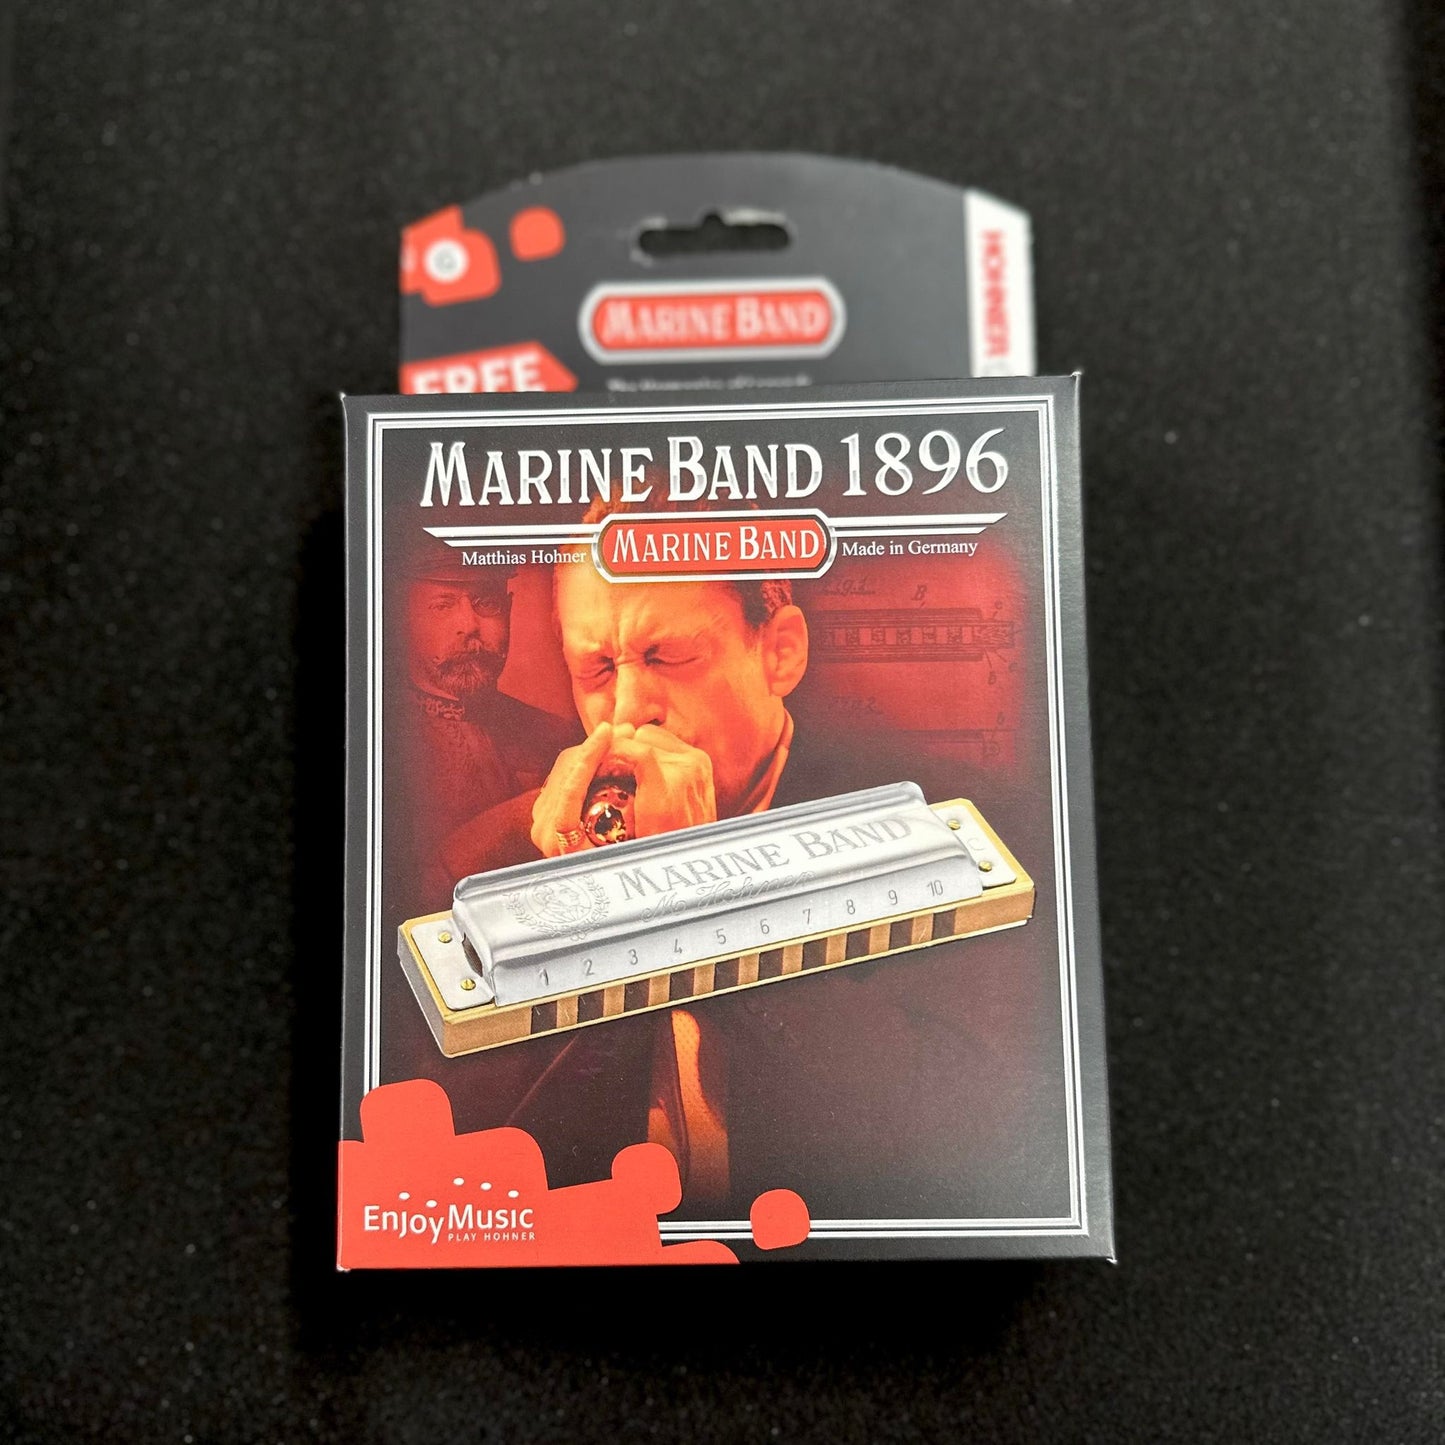 MARINE BAND
HOHNER
FREE
MARINE BAND 1896
Matthias Hohner
MARINE BAND
Made in Germany
B
MARINE BAND
M. Hohner
C
1 2 3 4 5 6 7 8 9 10
EnjoyMusic
PLAY HOHNER